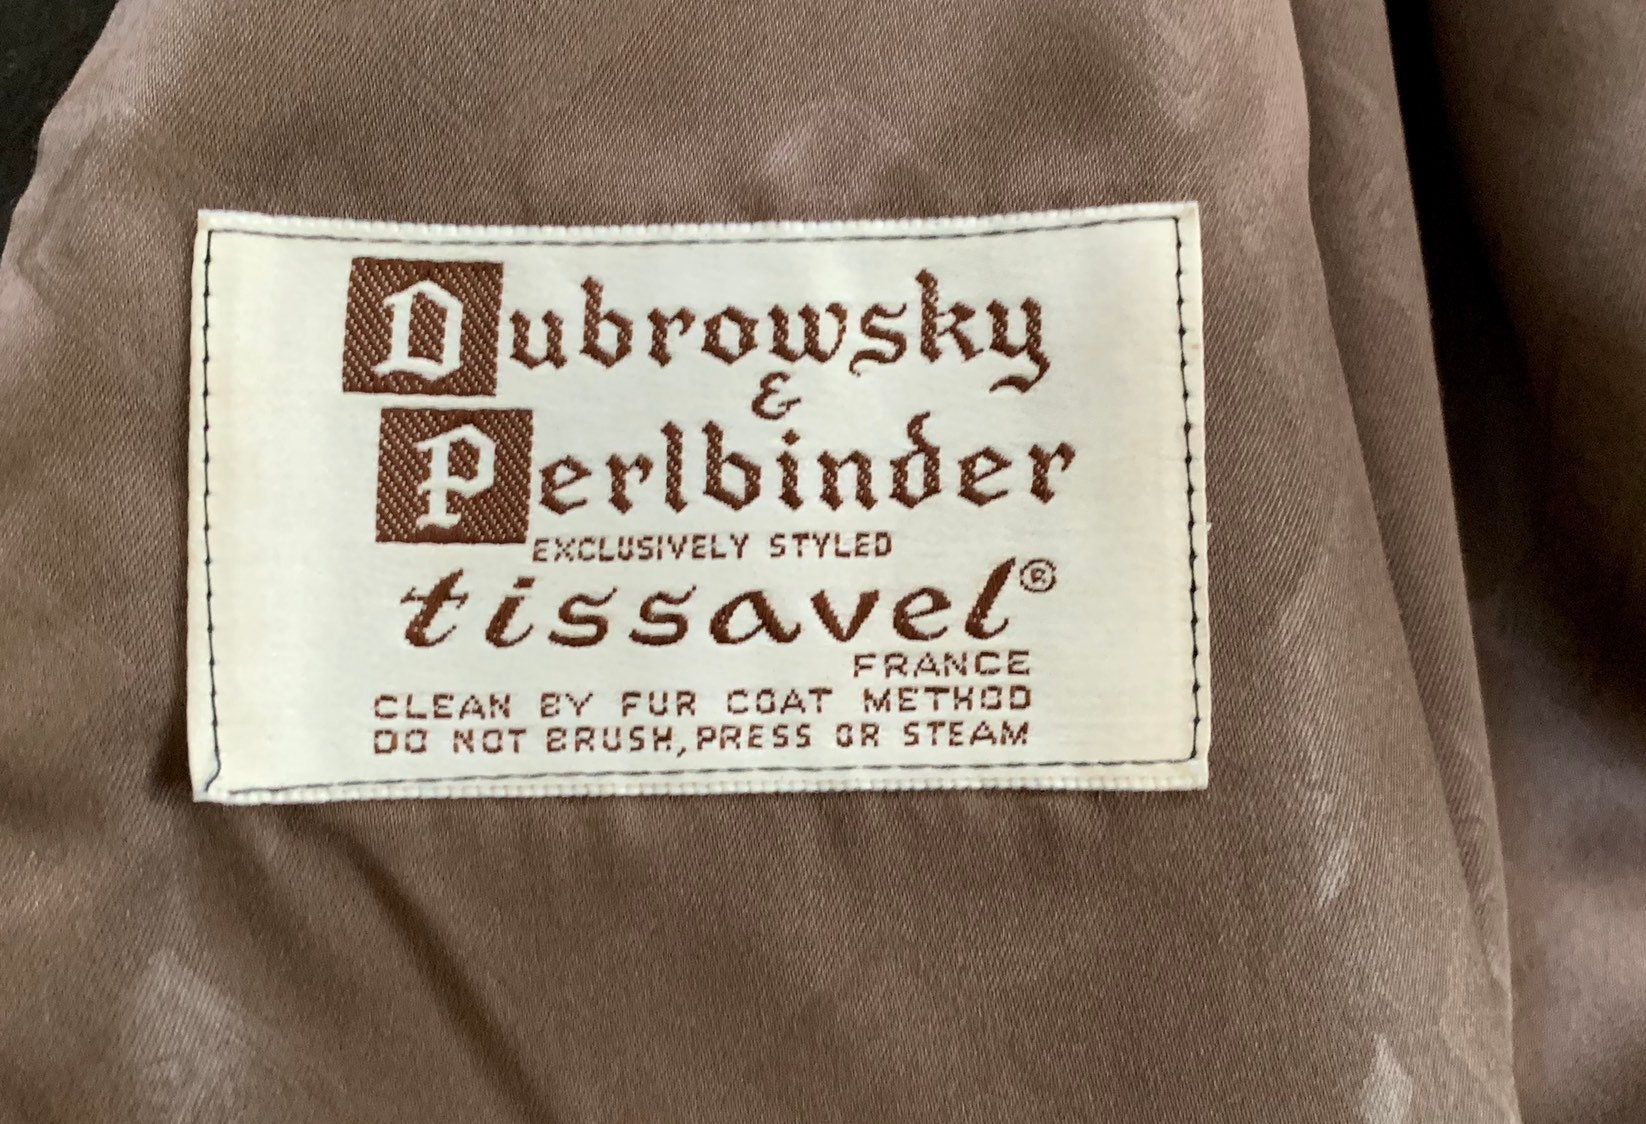 Dubrowsky
&
Perlbinder
EXCLUSIVELY STYLED
tissavel®
FRANCE
CLEAN BY FUR COAT METHOD
DO NOT BRUSH, PRESS OR STEAM